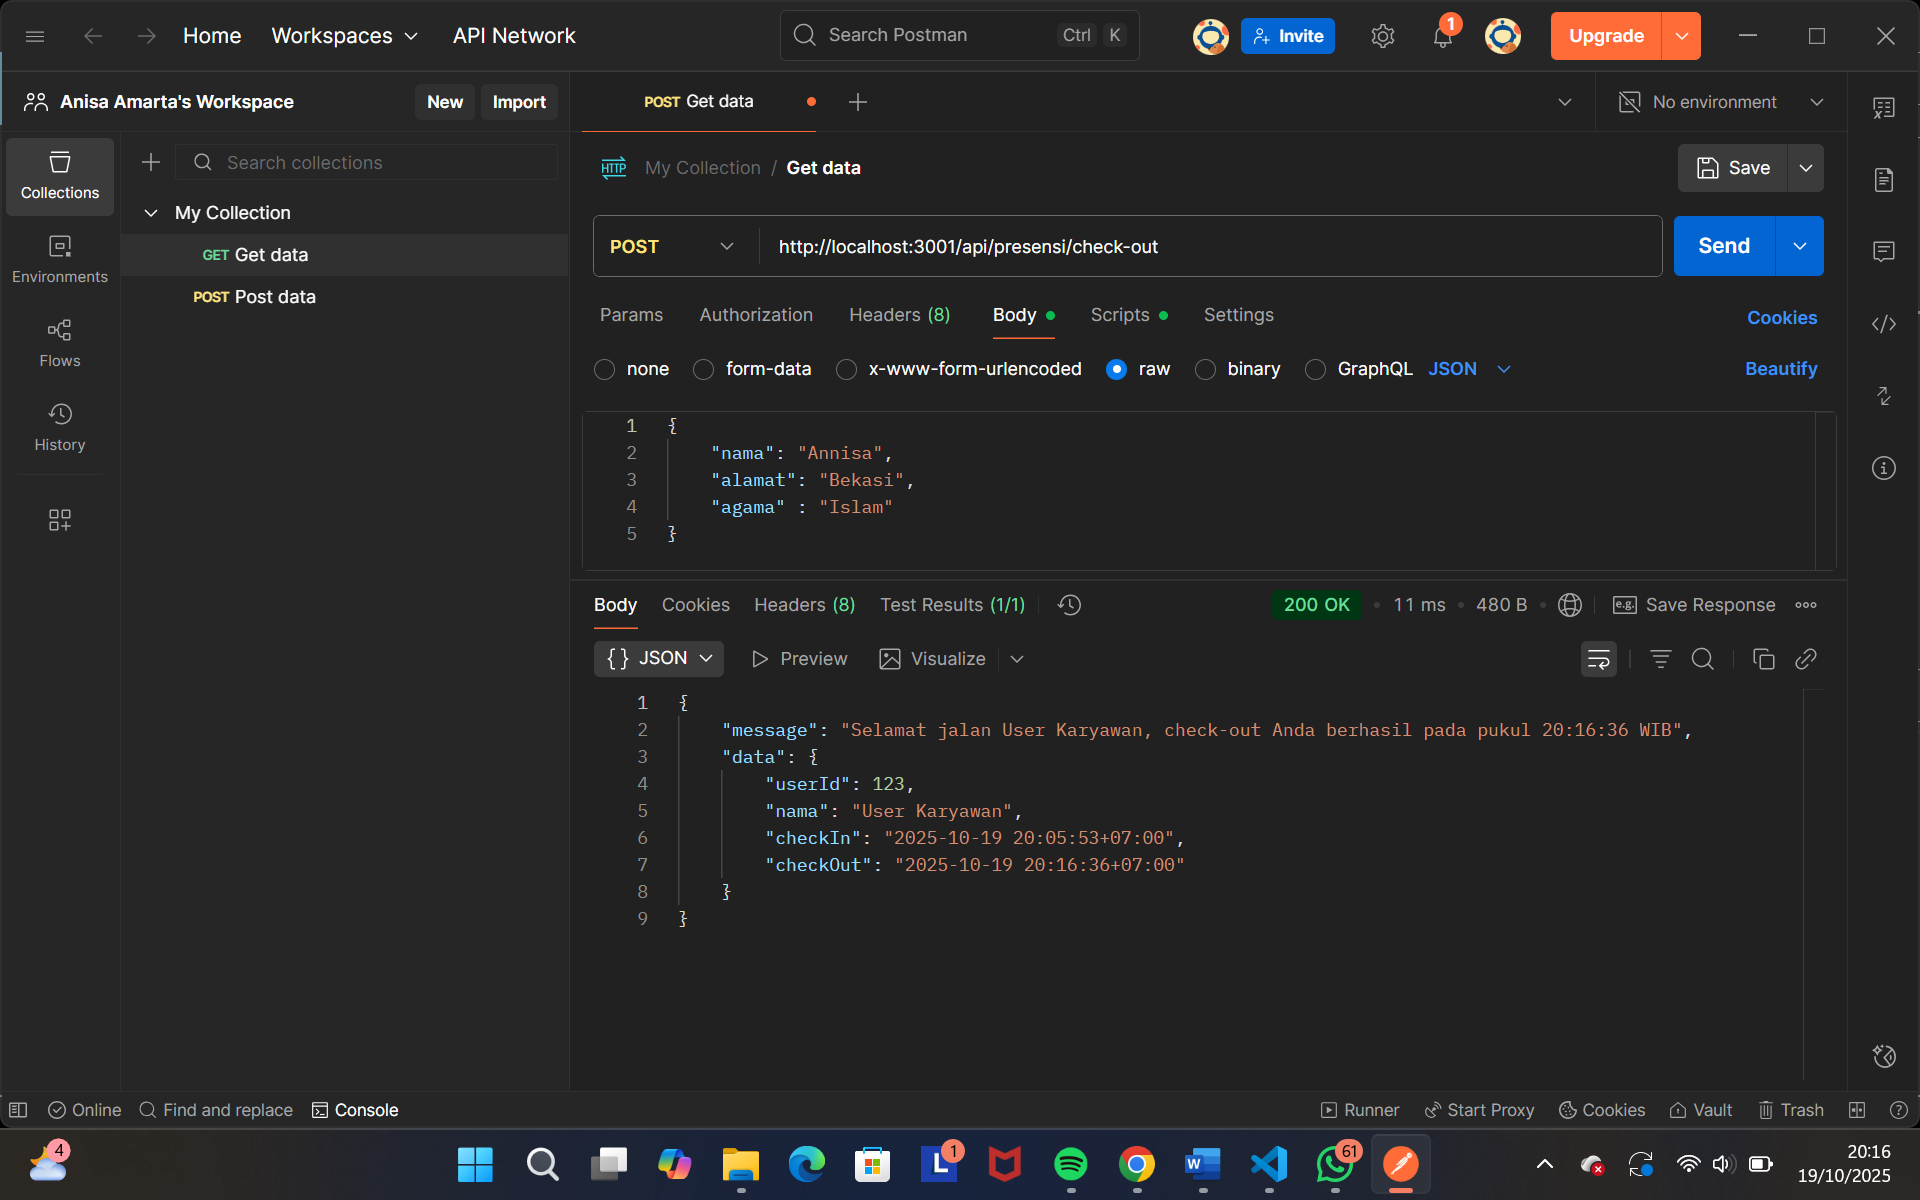 Home Workspaces API Network Search Postman Ctrl K Invite 1 Upgrade
Anisa Amarta's Workspace New Import POST Get data No environment
Collections
Environments
Flows
History
Search collections
My Collection
GET Get data
POST Post data
HTTP My Collection / Get data Save
POST http://localhost:3001/api/presensi/check-out Send
Params Authorization Headers (8) Body Scripts Settings Cookies
none form-data x-www-form-urlencoded raw binary GraphQL JSON Beautify
1 {
2 "nama": "Annisa",
3 "alamat": "Bekasi",
4 "agama" : "Islam"
5 }
Body Cookies Headers (8) Test Results (1/1) 200 OK • 11 ms • 480 B • e.g. Save Response
{} JSON Preview Visualize
1 {
2 "message": "Selamat jalan User Karyawan, check-out Anda berhasil pada pukul 20:16:36 WIB",
3 "data": {
4 "userId": 123,
5 "nama": "User Karyawan",
6 "checkIn": "2025-10-19 20:05:53+07:00",
7 "checkOut": "2025-10-19 20:16:36+07:00"
8 }
9 }
Online Find and replace Console Runner Start Proxy Cookies Vault Trash
4 L 1 W 61 20:16
19/10/2025